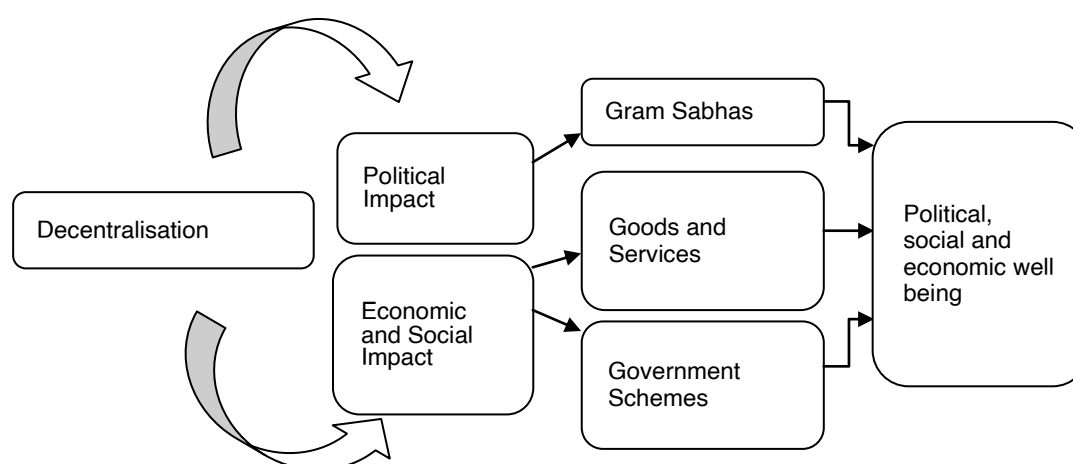 Decentralisation
Political
Impact
Economic
and Social
Impact
Gram Sabhas
Goods and
Services
Government
Schemes
Political,
social and
economic well
being